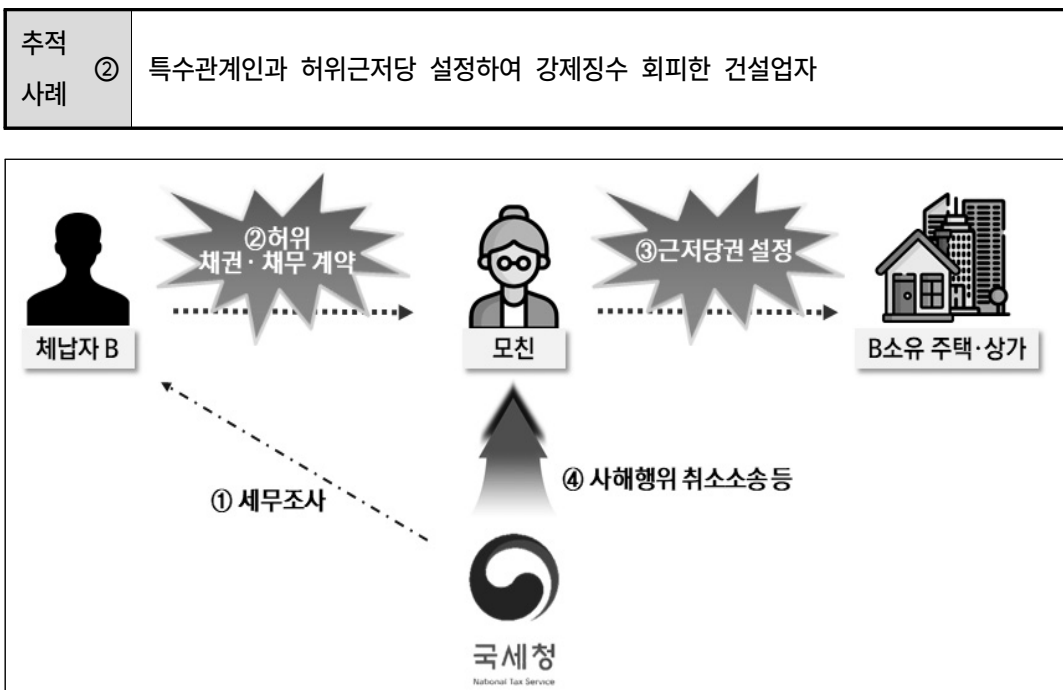 추적
사례
②
특수관계인과 허위근저당 설정하여 강제징수 회피한 건설업자
②허위
채권·채무 계약
③근저당권 설정
체납자 B
모친
B소유 주택·상가
① 세무조사
④ 사해행위 취소소송 등
국세청
National Tax Service